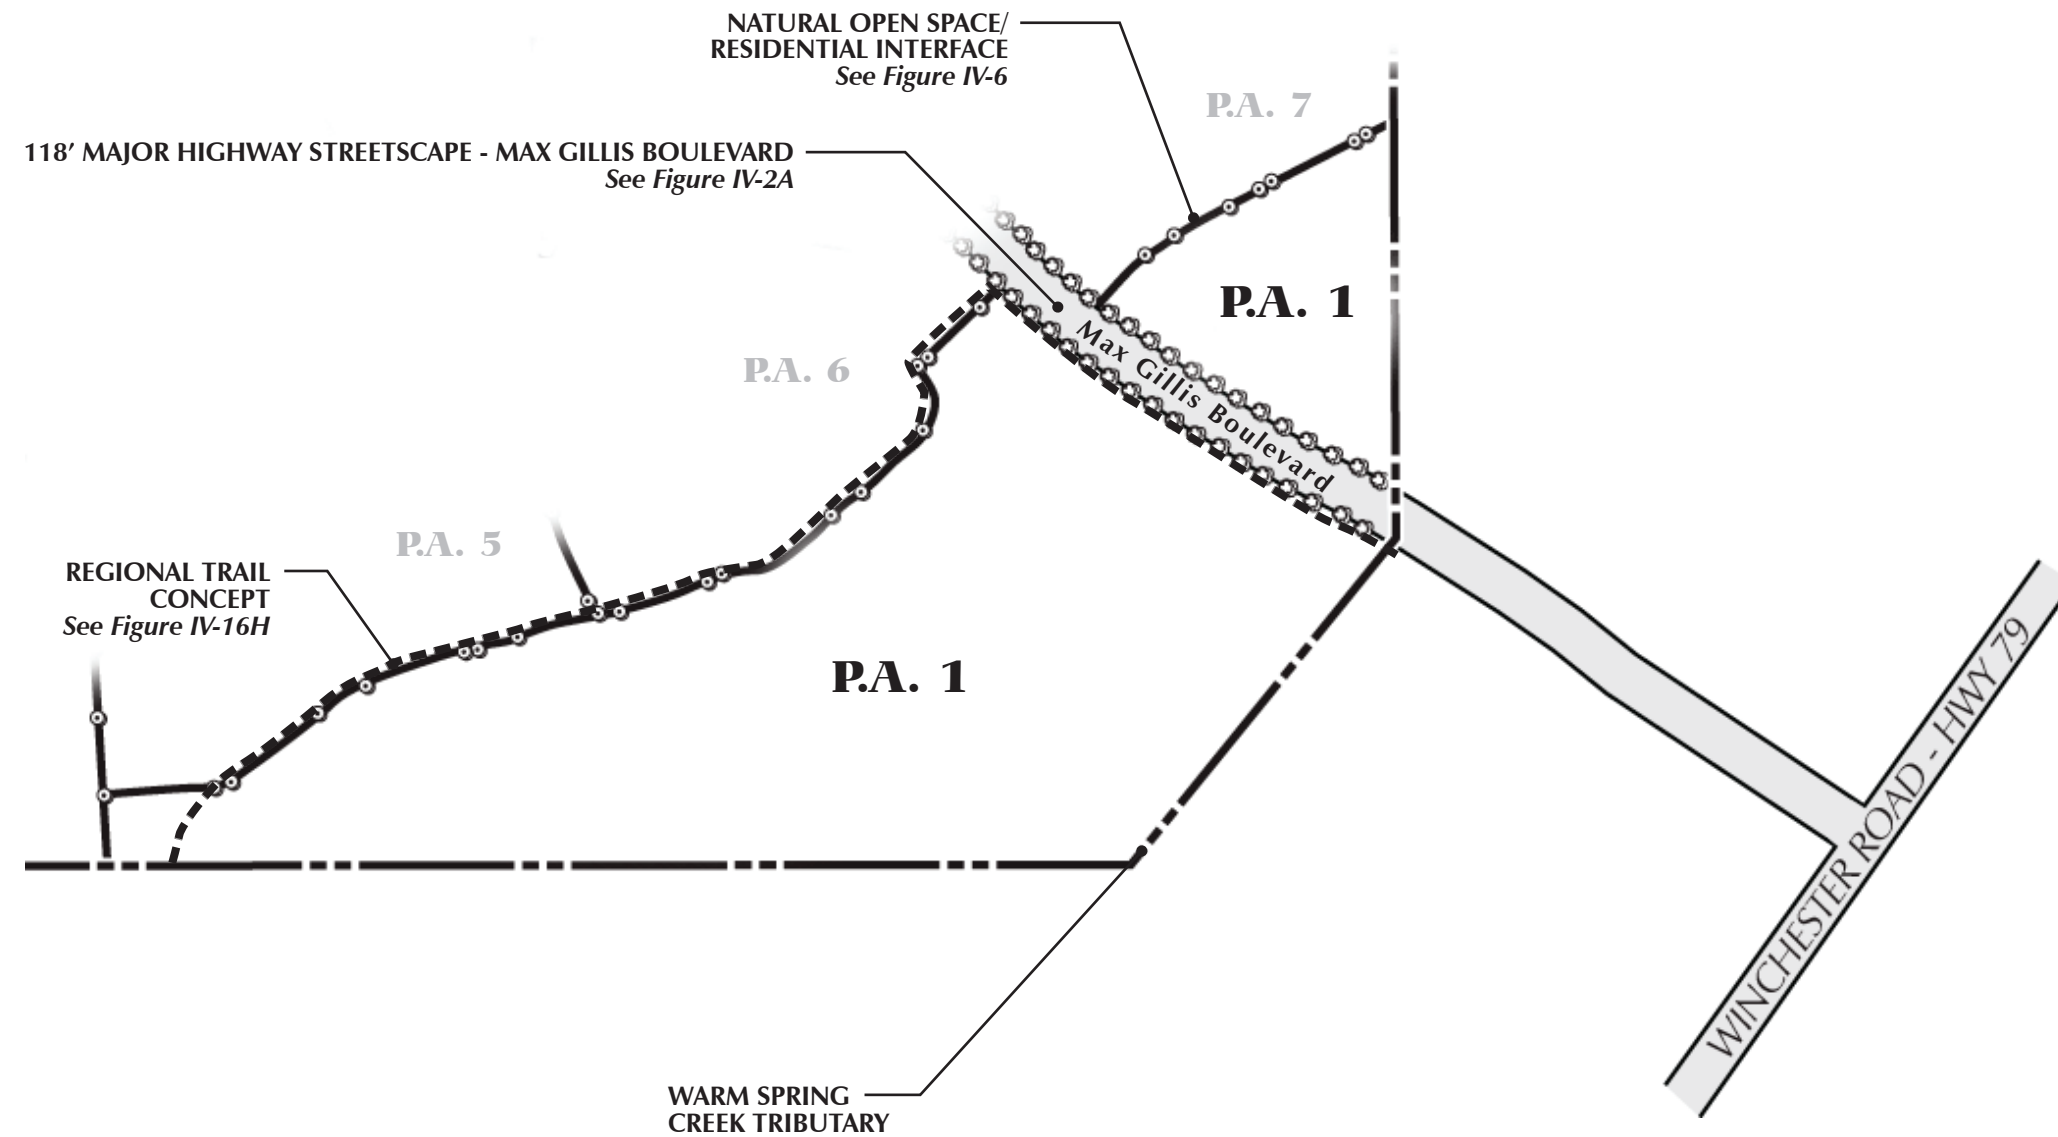 NATURAL OPEN SPACE/
RESIDENTIAL INTERFACE
See Figure IV-6
P.A. 7
118’ MAJOR HIGHWAY STREETSCAPE - MAX GILLIS BOULEVARD
See Figure IV-2A
P.A. 1
Max Gillis Boulevard
P.A. 6
P.A. 5
REGIONAL TRAIL
CONCEPT
See Figure IV-16H
P.A. 1
WINCHESTER ROAD - HWY 79
WARM SPRING
CREEK TRIBUTARY